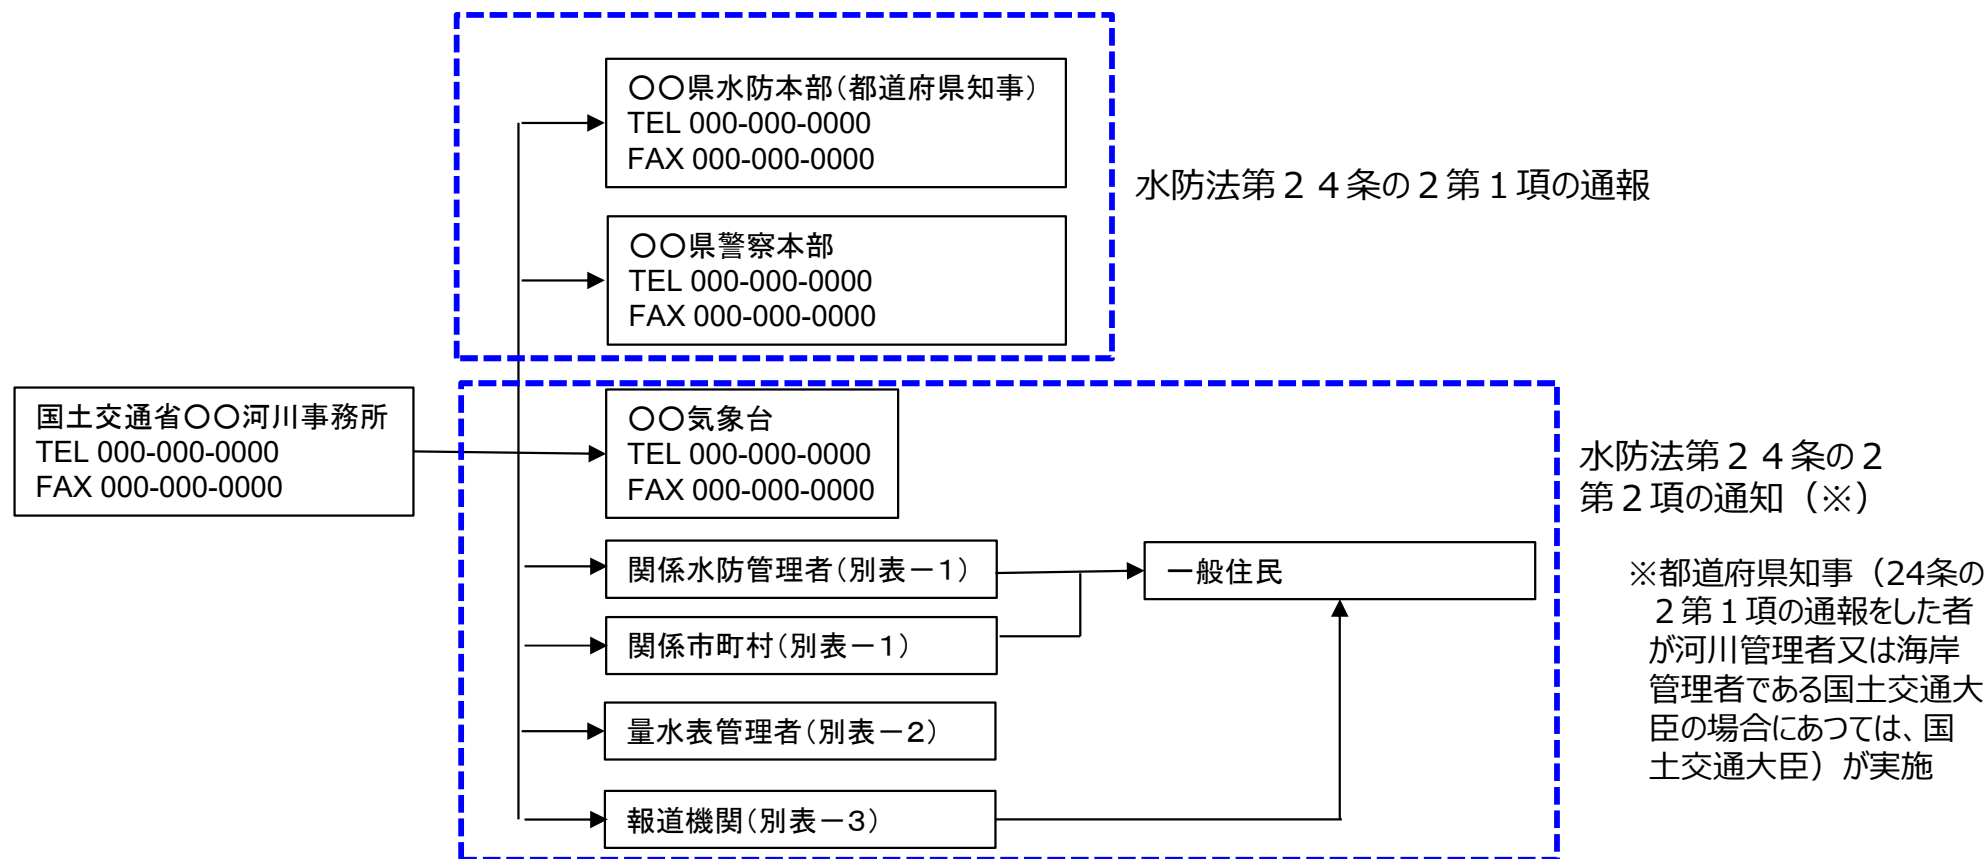 〇〇県水防本部(都道府県知事)
TEL 000-000-0000
FAX 000-000-0000
水防法第２４条の２第１項の通報
〇〇県警察本部
TEL 000-000-0000
FAX 000-000-0000
国土交通省〇〇河川事務所
TEL 000-000-0000
FAX 000-000-0000
〇〇気象台
TEL 000-000-0000
FAX 000-000-0000
水防法第２４条の２
第２項の通知（※）
関係水防管理者(別表－1)
一般住民
関係市町村(別表－1)
量水表管理者(別表－2)
報道機関(別表－3)
※都道府県知事（24条の
２第１項の通報をした者
が河川管理者又は海岸
管理者である国土交通大
臣の場合にあつては、国
土交通大臣）が実施